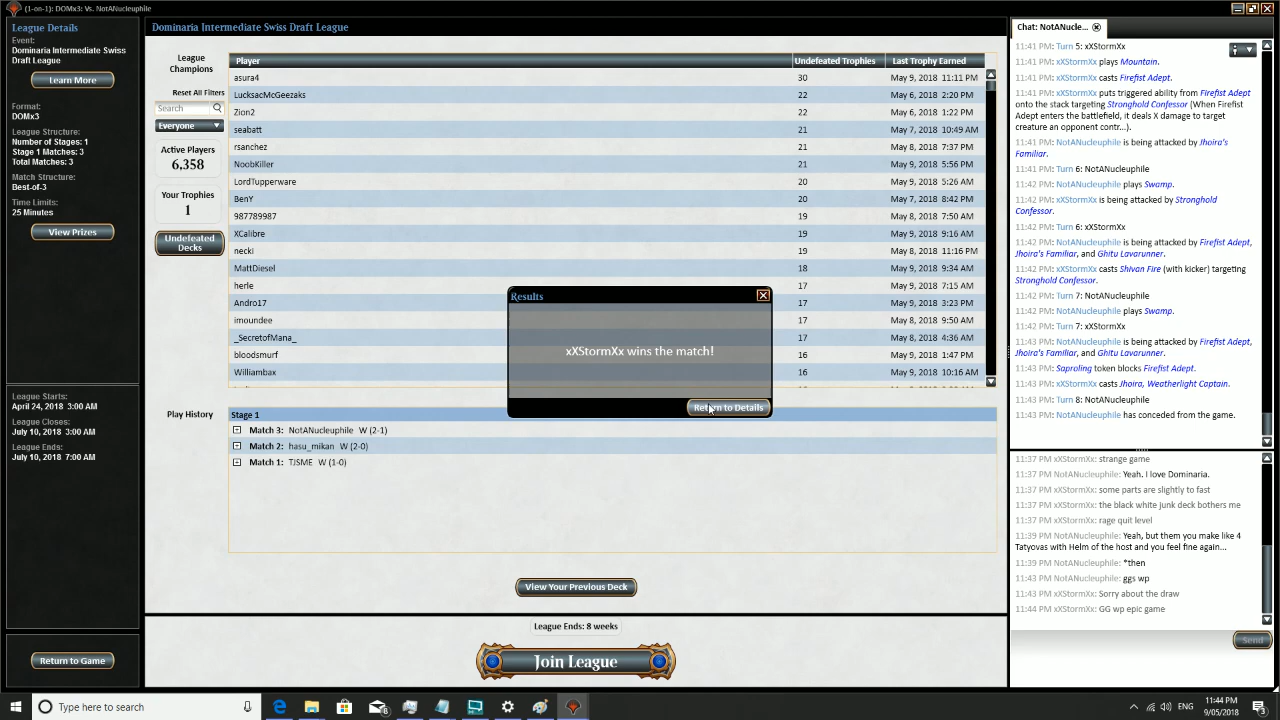 (1-on-1): DOMx3: Vs. NotANucleuphile
League Details
Event:
Dominaria Intermediate Swiss
Draft League
Learn More
Format:
DOMx3
League Structure:
Number of Stages: 1
Stage 1 Matches: 3
Total Matches: 3
Match Structure:
Best-of-3
Time Limits:
25 Minutes
View Prizes
League Starts:
April 24, 2018 3:00 AM
League Closes:
July 10, 2018 3:00 AM
League Ends:
July 10, 2018 7:00 AM
Return to Game
Dominaria Intermediate Swiss Draft League
League
Champions
Reset All Filters
Search
Everyone
Active Players
6,358
Your Trophies
1
Undefeated
Decks
Player Undefeated Trophies Last Trophy Earned
asura4 30 May 9, 2018 11:11 PM
LucksacMcGeezaks 22 May 6, 2018 2:20 PM
Zion2 22 May 6, 2018 1:22 PM
seabatt 21 May 7, 2018 10:49 AM
rsanchez 21 May 8, 2018 7:37 PM
NoobKiller 21 May 9, 2018 5:56 PM
LordTupperware 20 May 9, 2018 5:26 AM
BenY 20 May 7, 2018 8:42 PM
987789987 19 May 8, 2018 7:50 AM
XCalibre 19 May 9, 2018 9:16 AM
necki 19 May 8, 2018 11:16 PM
MattDiesel 18 May 9, 2018 9:34 AM
herle 17 May 9, 2018 7:15 AM
Andro17 17 May 9, 2018 3:23 PM
imoundee 17 May 8, 2018 9:50 AM
_SecretofMana_ 17 May 8, 2018 4:36 AM
bloodsmurf 16 May 9, 2018 1:47 PM
Williambax 16 May 9, 2018 10:16 AM
Results
xXStormXx wins the match!
Return to Details
Play History
Stage 1
Match 3: NotANucleuphile W (2-1)
Match 2: hasu_mikan W (2-0)
Match 1: TJSME W (1-0)
View Your Previous Deck
League Ends: 8 weeks
Join League
Chat: NotANucle...
11:41 PM: Turn 5: xXStormXx
11:41 PM: xXStormXx plays Mountain.
11:41 PM: xXStormXx casts Firefist Adept.
11:41 PM: xXStormXx puts triggered ability from Firefist Adept
onto the stack targeting Stronghold Confessor (When Firefist
Adept enters the battlefield, it deals X damage to target
creature an opponent contr...).
11:41 PM: NotANucleuphile is being attacked by Jhoira's
Familiar.
11:41 PM: Turn 6: NotANucleuphile
11:42 PM: NotANucleuphile plays Swamp.
11:42 PM: xXStormXx is being attacked by Stronghold
Confessor.
11:42 PM: Turn 6: xXStormXx
11:42 PM: NotANucleuphile is being attacked by Firefist Adept,
Jhoira's Familiar, and Ghitu Lavarunner.
11:42 PM: xXStormXx casts Shivan Fire (with kicker) targeting
Stronghold Confessor.
11:42 PM: Turn 7: NotANucleuphile
11:42 PM: NotANucleuphile plays Swamp.
11:42 PM: Turn 7: xXStormXx
11:43 PM: NotANucleuphile is being attacked by Firefist Adept,
Jhoira's Familiar, and Ghitu Lavarunner.
11:43 PM: Saproling token blocks Firefist Adept.
11:43 PM: xXStormXx casts Jhoira, Weatherlight Captain.
11:43 PM: Turn 8: NotANucleuphile
11:43 PM: NotANucleuphile has conceded from the game.
11:37 PM xXStormXx: strange game
11:37 PM NotANucleuphile: Yeah. I love Dominaria.
11:37 PM xXStormXx: some parts are slightly to fast
11:37 PM xXStormXx: the black white junk deck bothers me
11:37 PM xXStormXx: rage quit level
11:39 PM NotANucleuphile: Yeah, but them you make like 4
Tatyovas with Helm of the host and you feel fine again...
11:39 PM NotANucleuphile: *then
11:43 PM NotANucleuphile: ggs wp
11:43 PM xXStormXx: Sorry about the draw
11:44 PM xXStormXx: GG wp epic game
Send
Type here to search
ENG
11:44 PM
9/05/2018